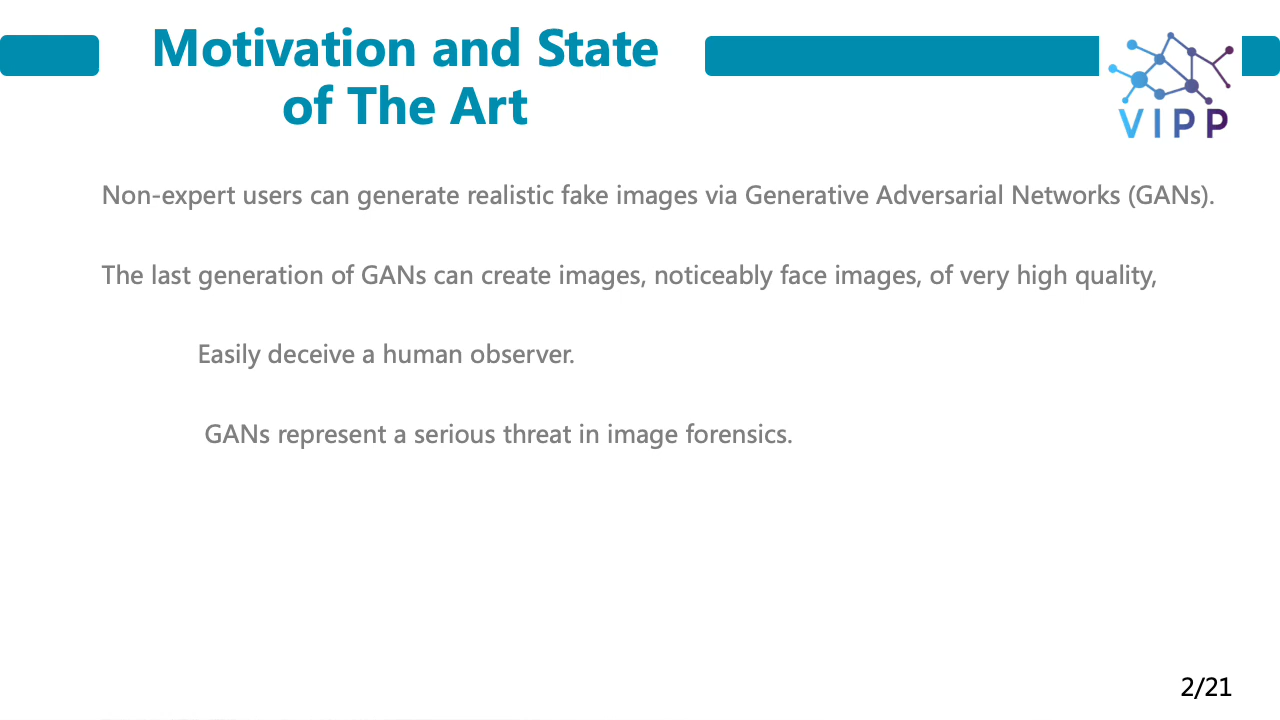 Motivation and State
of The Art
VIPP
Non-expert users can generate realistic fake images via Generative Adversarial Networks (GANs).
The last generation of GANs can create images, noticeably face images, of very high quality,
Easily deceive a human observer.
GANs represent a serious threat in image forensics.
2/21